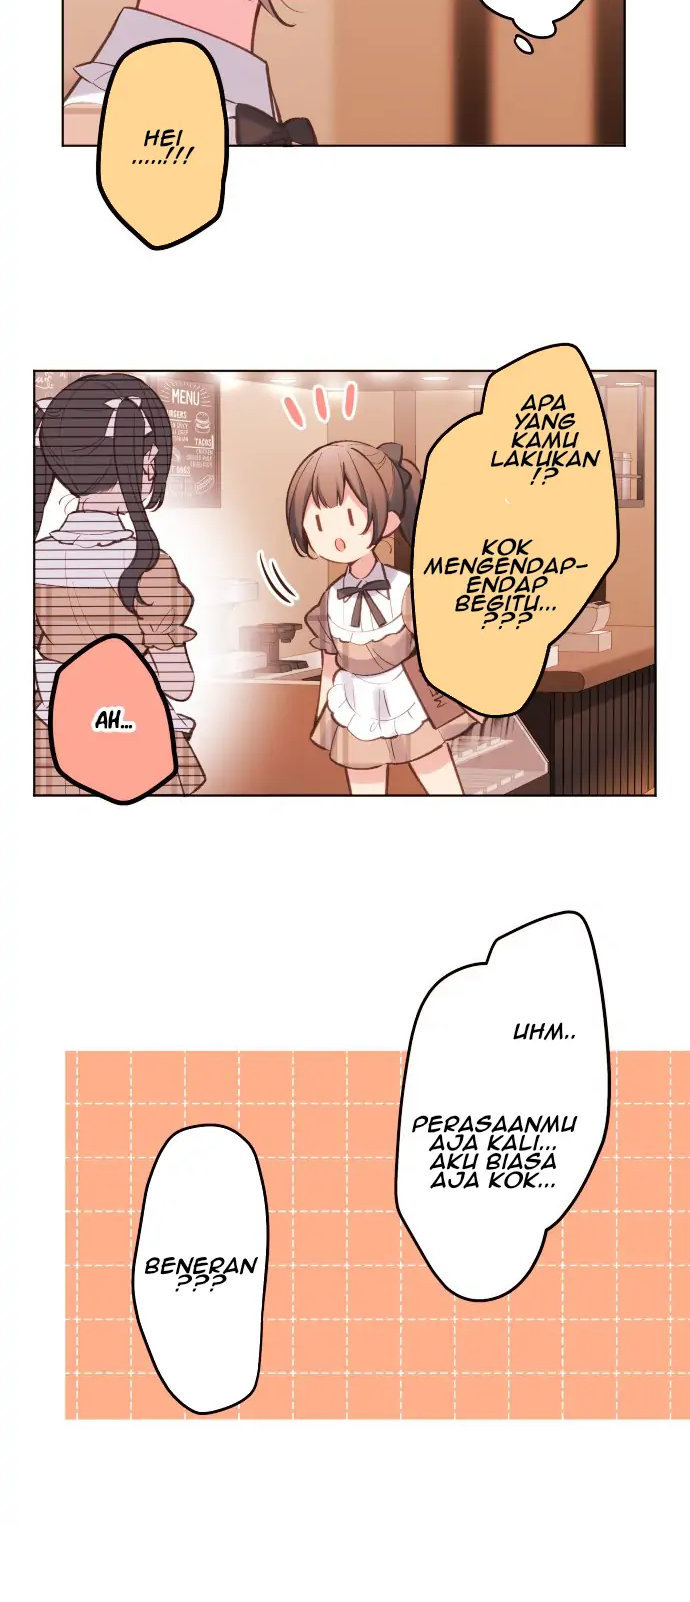 HEI
......!!!
APA
YANG
KAMU
LAKUKAN
!?
KOK
MENGENDAP-
ENDAP
BEGITU...
???
MENU
TACOS
AH...
UHM..
PERASAANMU
AJA KALI...
AKU BIASA
AJA KOK...
BENERAN
???